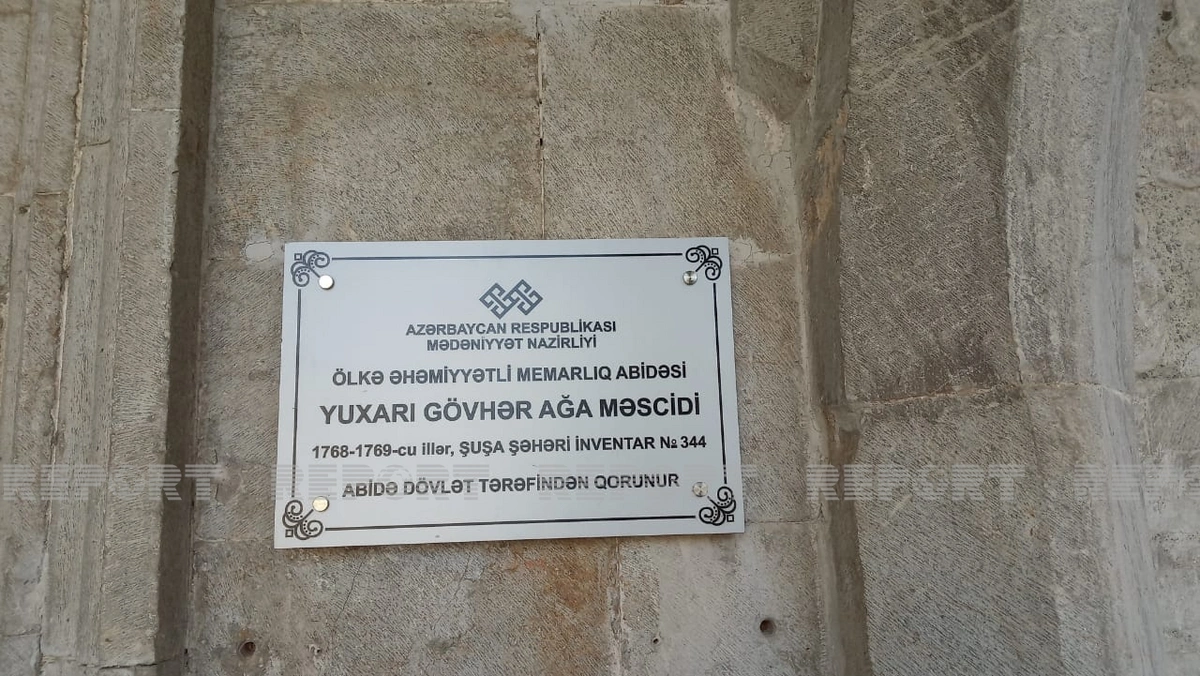 AZƏRBAYCAN RESPUBLİKASI
MƏDƏNİYYƏT NAZİRLİYİ
ÖLKƏ ƏHƏMİYYƏTLİ MEMARLIQ ABİDƏSİ
YUXARI GÖVHƏR AĞA MƏSCİDİ
1768-1769-cu illər, ŞUŞA ŞƏHƏRİ İNVENTAR № 344
REPORT REPORT REPORT REPORT
ABİDƏ DÖVLƏT TƏRƏFİNDƏN QORUNUR